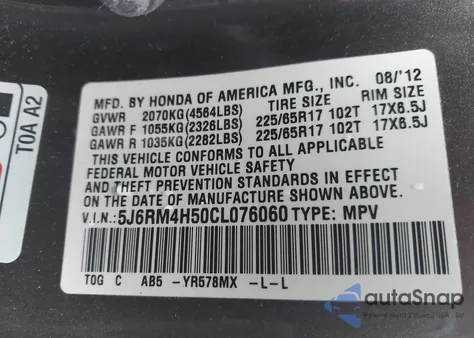 MFD. BY HONDA OF AMERICA MFG., INC. 08/'12
GVWR 2070KG(4564LBS) TIRE SIZE RIM SIZE
GAWR F 1055KG(2326LBS) 225/65R17 102T 17X6.5J
GAWR R 1035KG(2282LBS) 225/65R17 102T 17X6.5J
THIS VEHICLE CONFORMS TO ALL APPLICABLE
FEDERAL MOTOR VEHICLE SAFETY, BUMPER,
AND THEFT PREVENTION STANDARDS IN EFFECT
ON THE DATE OF MANUFACTURE SHOWN ABOVE.
V.I.N.: 5J6RM4H50CL076060 TYPE: MPV
TOG C AB5 -YR578MX -L-L
TOA A2
autoSnap